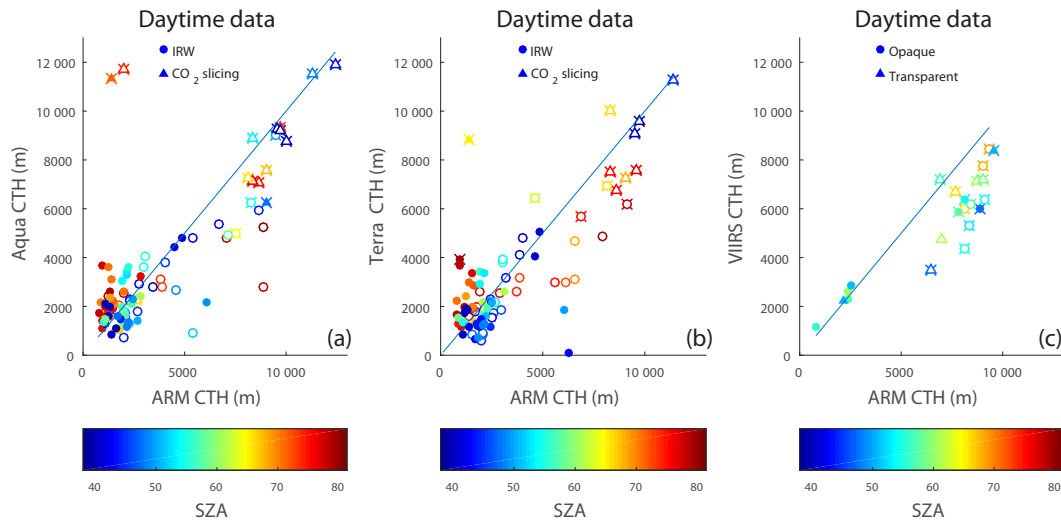 Daytime data
Daytime data
Daytime data
IRW
CO 2 slicing
IRW
CO 2 slicing
Opaque
Transparent
12 000
10 000
8000
6000
4000
2000
0
Aqua CTH (m)
0
5000
10 000
ARM CTH (m)
(a)
12 000
10 000
8000
6000
4000
2000
0
Terra CTH (m)
0
5000
10 000
ARM CTH (m)
(b)
12 000
10 000
8000
6000
4000
2000
0
VIIRS CTH (m)
0
5000
10 000
ARM CTH (m)
(c)
40 50 60 70 80
SZA
40 50 60 70 80
SZA
40 50 60 70 80
SZA